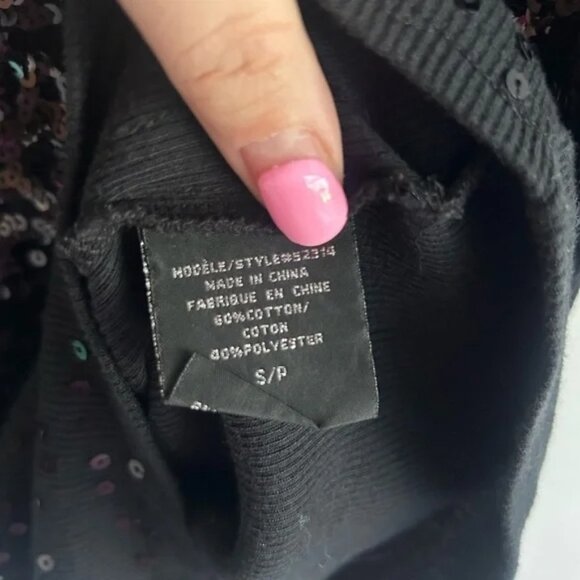 MODÈLE/STYLE#52314
MADE IN CHINA
FABRIQUE EN CHINE
60%COTTON/
COTON
40%POLYESTER
S/P